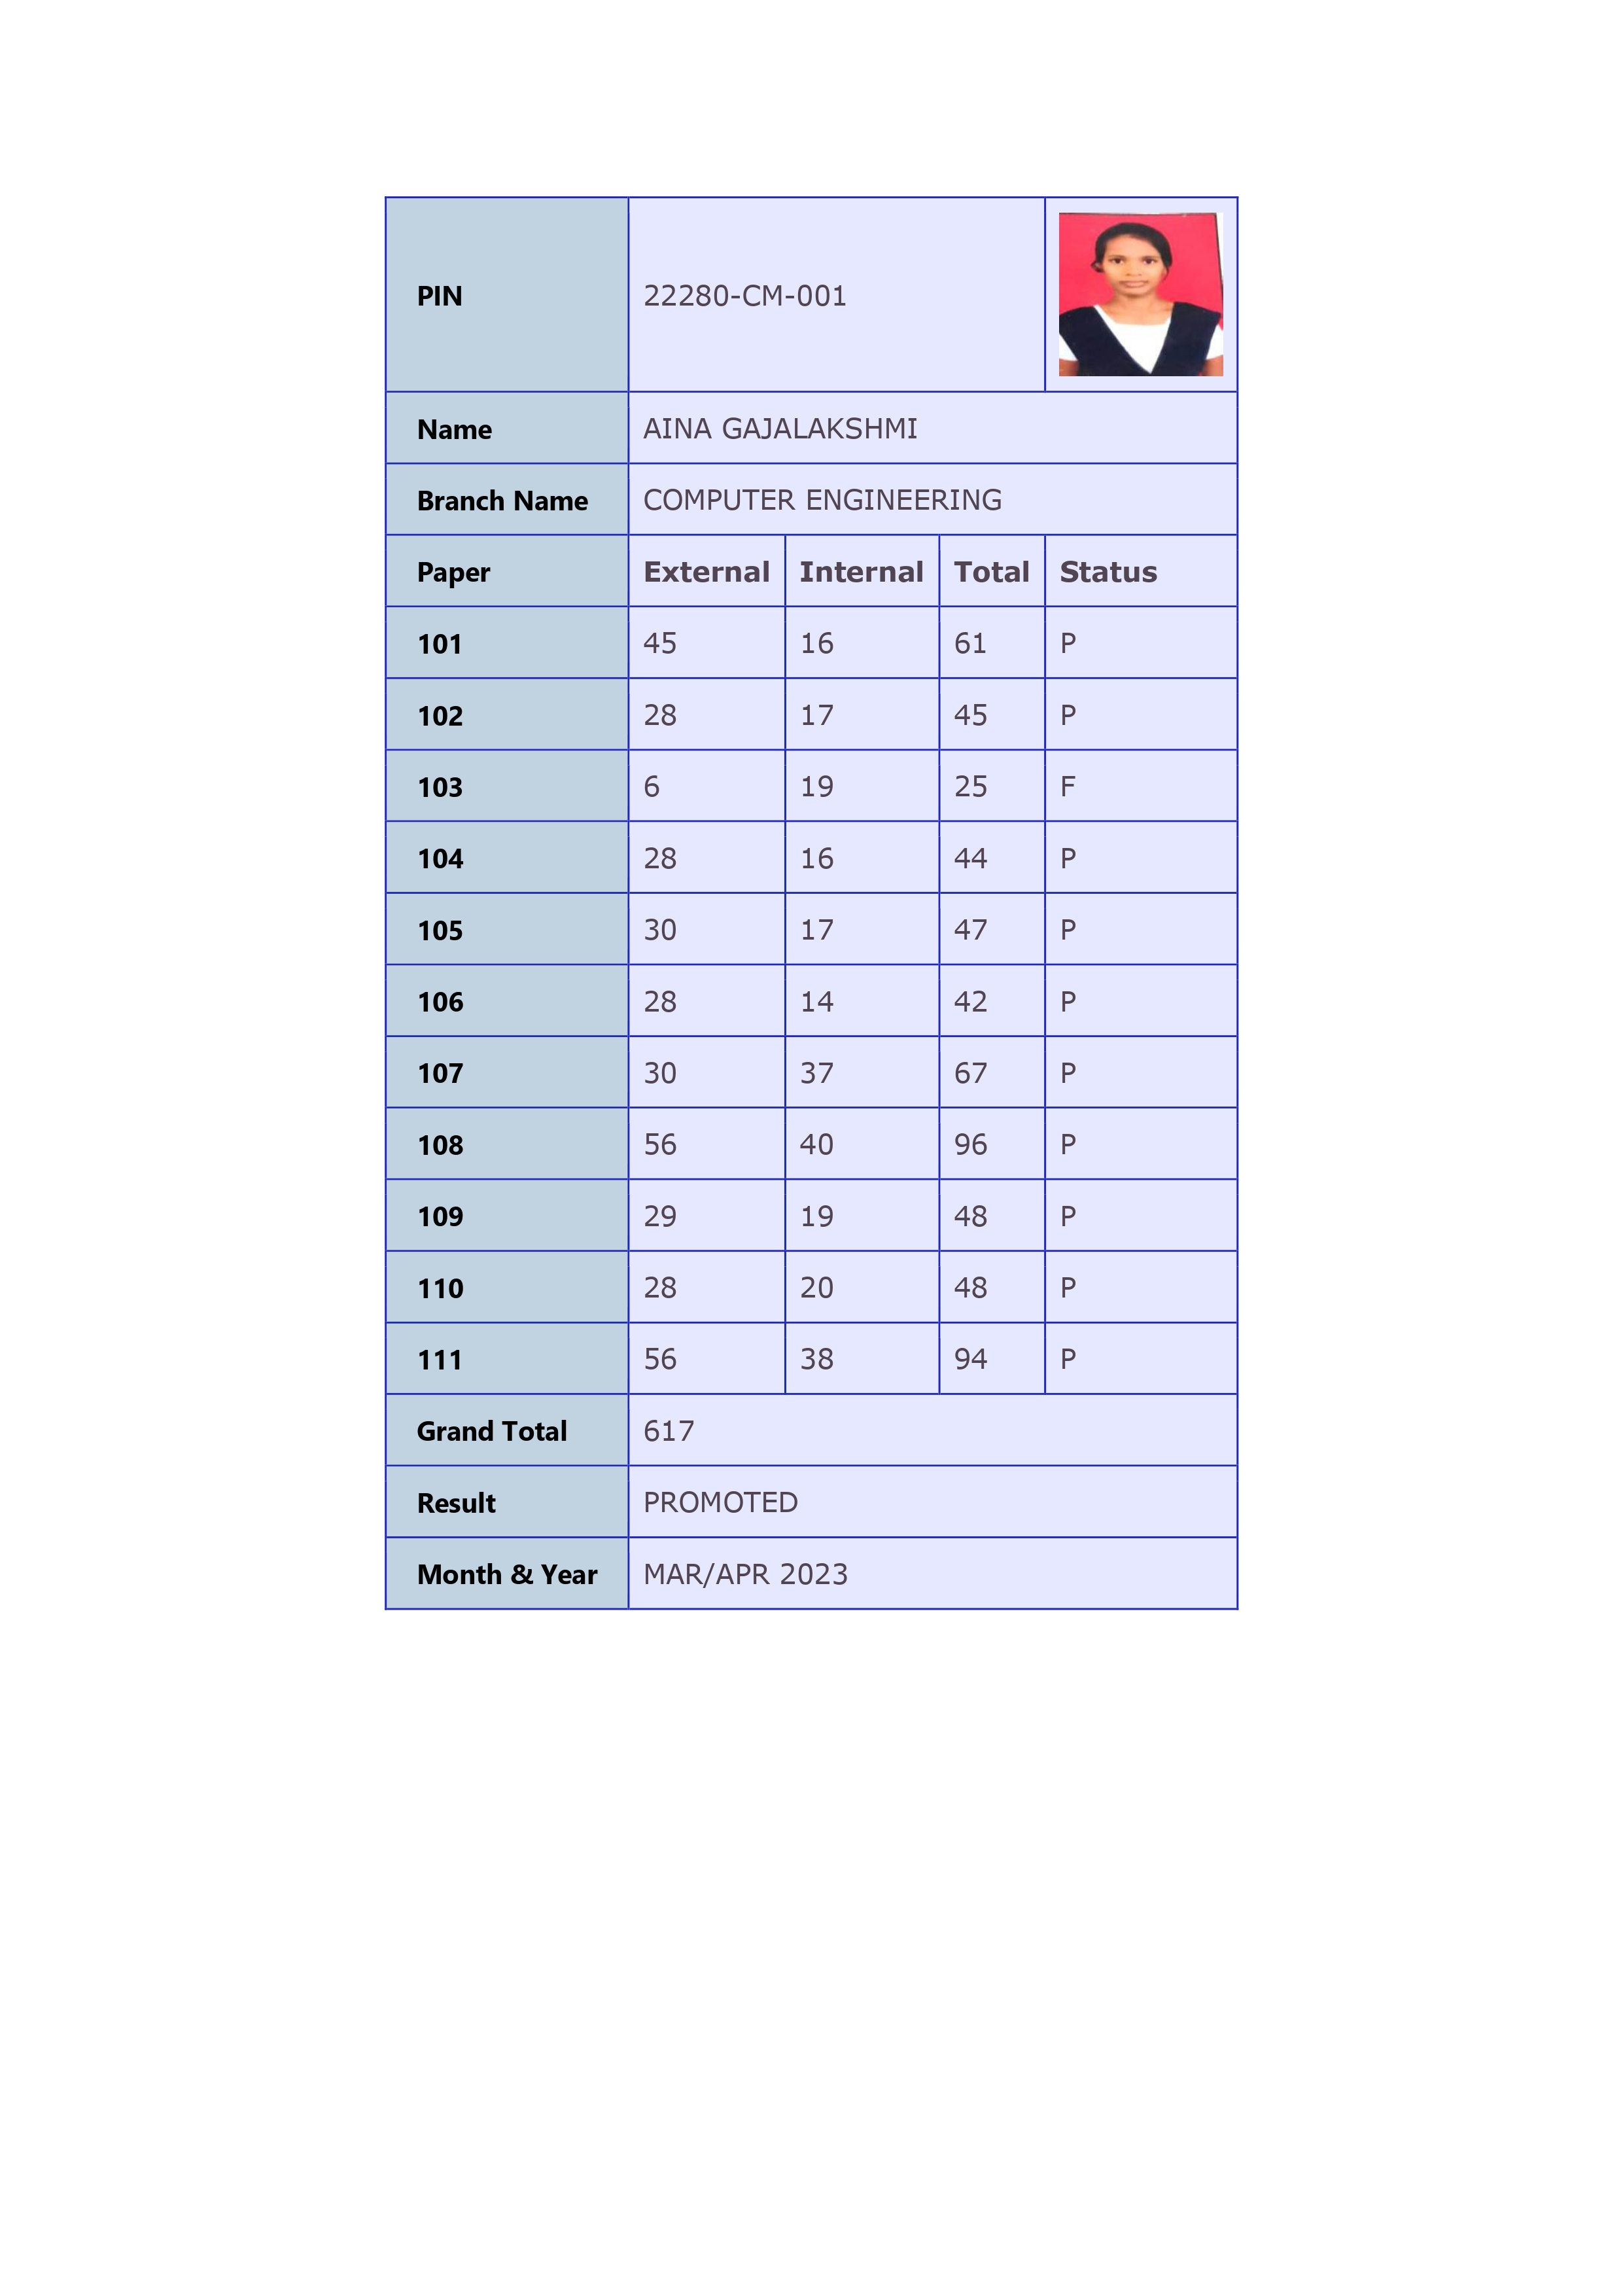 PIN 22280-CM-001
Name AINA GAJALAKSHMI
Branch Name COMPUTER ENGINEERING
Paper External Internal Total Status
101 45 16 61 P
102 28 17 45 P
103 6 19 25 F
104 28 16 44 P
105 30 17 47 P
106 28 14 42 P
107 30 37 67 P
108 56 40 96 P
109 29 19 48 P
110 28 20 48 P
111 56 38 94 P
Grand Total 617
Result PROMOTED
Month & Year MAR/APR 2023